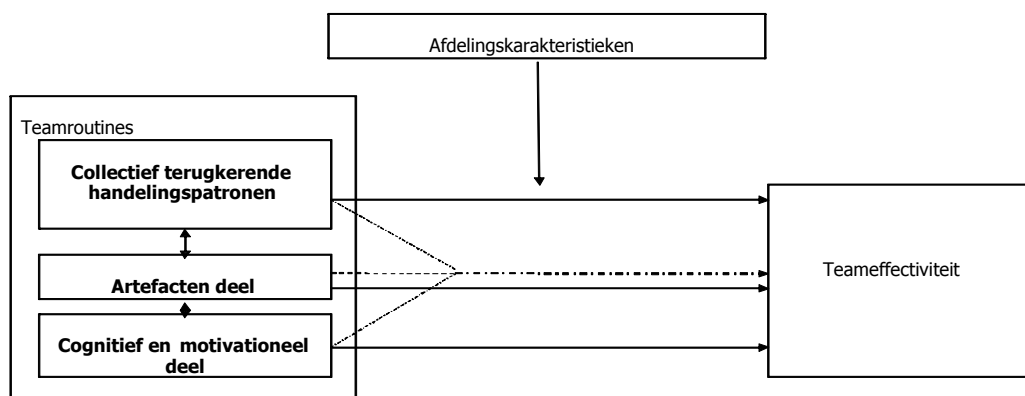 Afdelingskarakteristieken
Teamroutines
Collectief terugkerende
handelingspatronen
Artefacten deel
Cognitief en motivationeel
deel
Teameffectiviteit